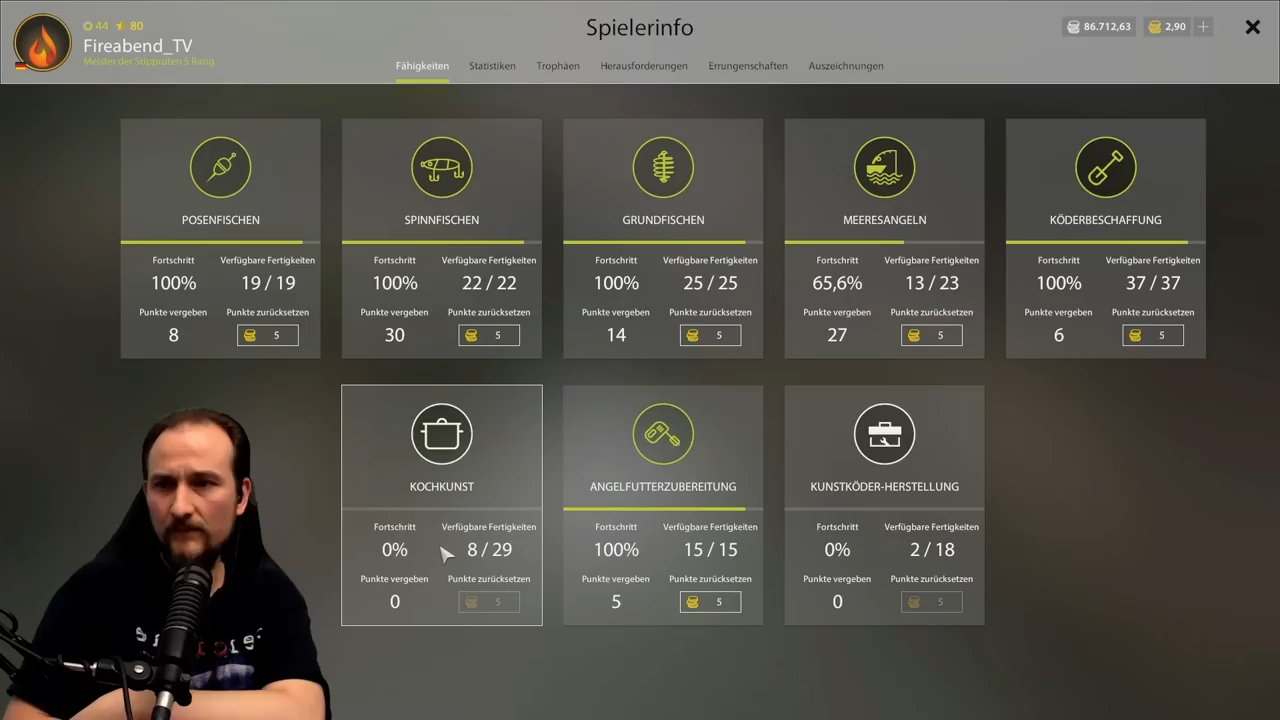 44 80
Fireabend_TV
Meister der Stippruten 5 Rang
Spielerinfo
86.712,63 2,90 +
Fähigkeiten Statistiken Trophäen Herausforderungen Errungenschaften Auszeichnungen
POSENFISCHEN
Fortschritt Verfügbare Fertigkeiten
100% 19 / 19
Punkte vergeben Punkte zurücksetzen
8 5
SPINNFISCHEN
Fortschritt Verfügbare Fertigkeiten
100% 22 / 22
Punkte vergeben Punkte zurücksetzen
30 5
GRUNDFISCHEN
Fortschritt Verfügbare Fertigkeiten
100% 25 / 25
Punkte vergeben Punkte zurücksetzen
14 5
MEERESANGELN
Fortschritt Verfügbare Fertigkeiten
65,6% 13 / 23
Punkte vergeben Punkte zurücksetzen
27 5
KÖDERBESCHAFFUNG
Fortschritt Verfügbare Fertigkeiten
100% 37 / 37
Punkte vergeben Punkte zurücksetzen
6 5
KOCHKUNST
Fortschritt Verfügbare Fertigkeiten
0% 8 / 29
Punkte vergeben Punkte zurücksetzen
0 5
ANGELFUTTERZUBEREITUNG
Fortschritt Verfügbare Fertigkeiten
100% 15 / 15
Punkte vergeben Punkte zurücksetzen
5 5
KUNSTKÖDER-HERSTELLUNG
Fortschritt Verfügbare Fertigkeiten
0% 2 / 18
Punkte vergeben Punkte zurücksetzen
0 5